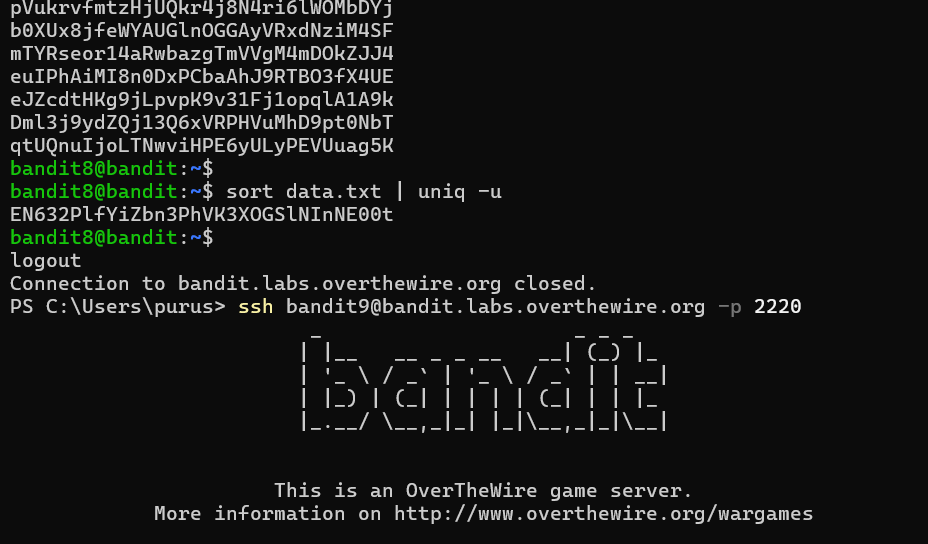 pVukrvfmtzHjUQkr4j8N4ri6lWOMbDYj
b0XUx8jfeWYAUGlnOGGAyVRxdNziM4SF
mTYRseor14aRwbazgTmVVgM4mDOkZJJ4
euIPhAiMI8n0DxPCbaAhJ9RTBO3fX4UE
eJZcdtHKg9jLpvpK9v31Fj1opqlA1A9k
Dml3j9ydZQj13Q6xVRPHVuMhD9pt0NbT
qtUQnuIjoLTNwviHPE6yULyPEVUuag5K
bandit8@bandit:~$
bandit8@bandit:~$ sort data.txt | uniq -u
EN632PlfYiZbn3PhVK3XOGSlNInNE00t
bandit8@bandit:~$
logout
Connection to bandit.labs.overthewire.org closed.
PS C:\Users\purus> ssh bandit9@bandit.labs.overthewire.org -p 2220
bandit
This is an OverTheWire game server.
More information on http://www.overthewire.org/wargames